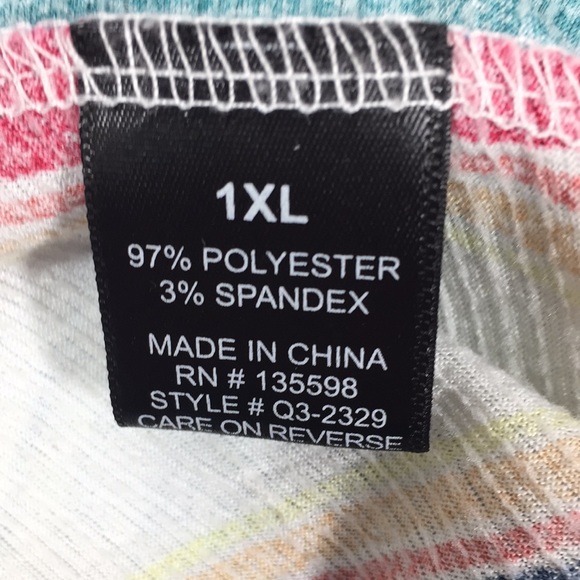 1XL
97% POLYESTER
3% SPANDEX
MADE IN CHINA
RN # 135598
STYLE # Q3-2329
CARE ON REVERSE